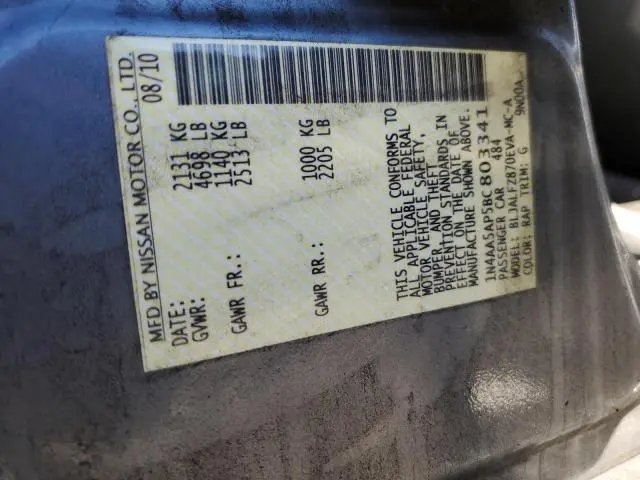 MFD BY NISSAN MOTOR CO., LTD.
DATE: 08/10
GVWR: 2131 KG
4698 LB
GAWR FR.: 1140 KG
2513 LB
GAWR RR.: 1000 KG
2205 LB
THIS VEHICLE CONFORMS TO
ALL APPLICABLE FEDERAL
MOTOR VEHICLE SAFETY,
BUMPER AND THEFT
PREVENTION STANDARDS IN
EFFECT ON THE DATE OF
MANUFACTURE SHOWN ABOVE.
1N4AA5AP5BC803341
PASSENGER CAR 484
MODEL: BLJALFZ870EVA-MC-A
COLOR: RAP TRIM: G 9N00A